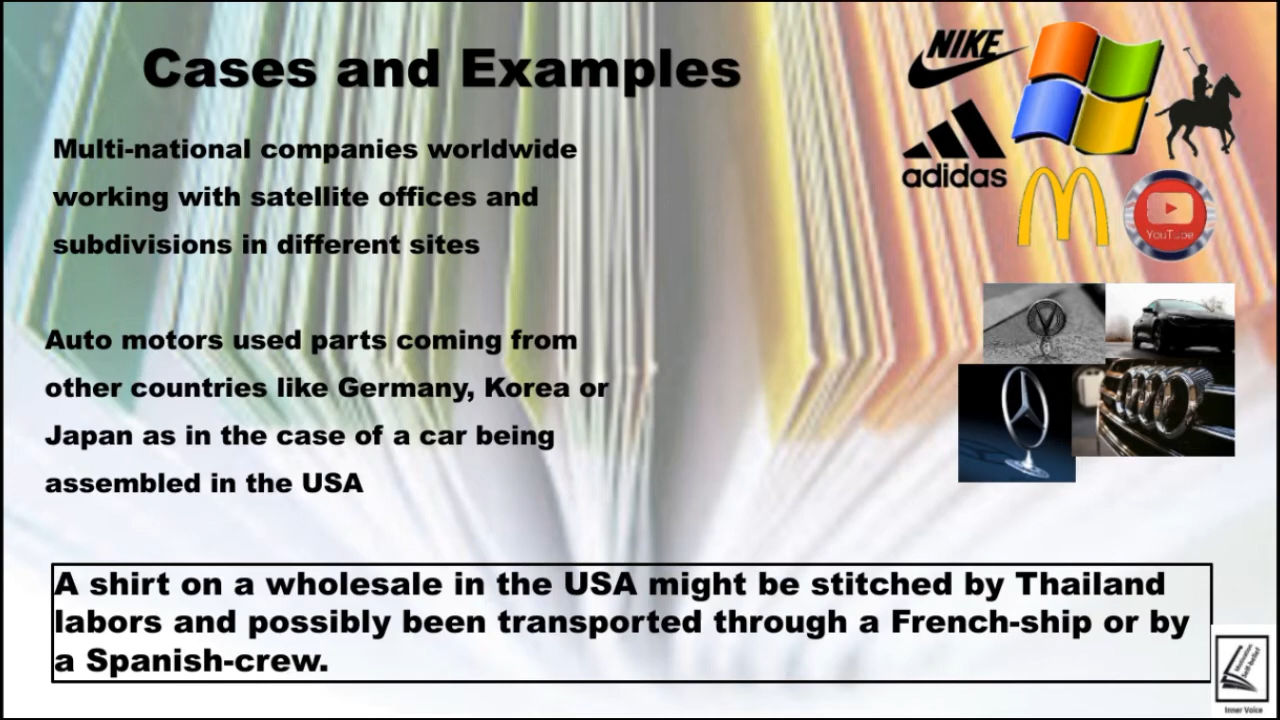 Cases and Examples
Multi-national companies worldwide
working with satellite offices and
subdivisions in different sites
Auto motors used parts coming from
other countries like Germany, Korea or
Japan as in the case of a car being
assembled in the USA
A shirt on a wholesale in the USA might be stitched by Thailand
labors and possibly been transported through a French-ship or by
a Spanish-crew.
NIKE
adidas
YouTube
Inner Voice